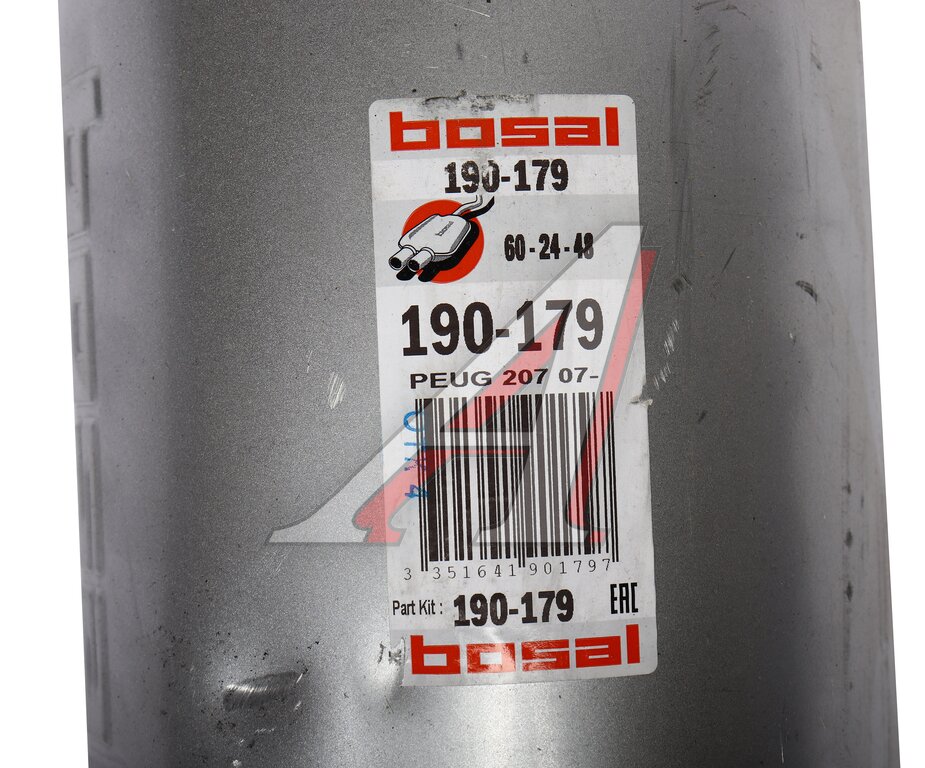 bosal
190-179
bosal
60-24-48
190-179
PEUG 207 07-
3 351641 901797
Part Kit : 190-179 EAC
bosal